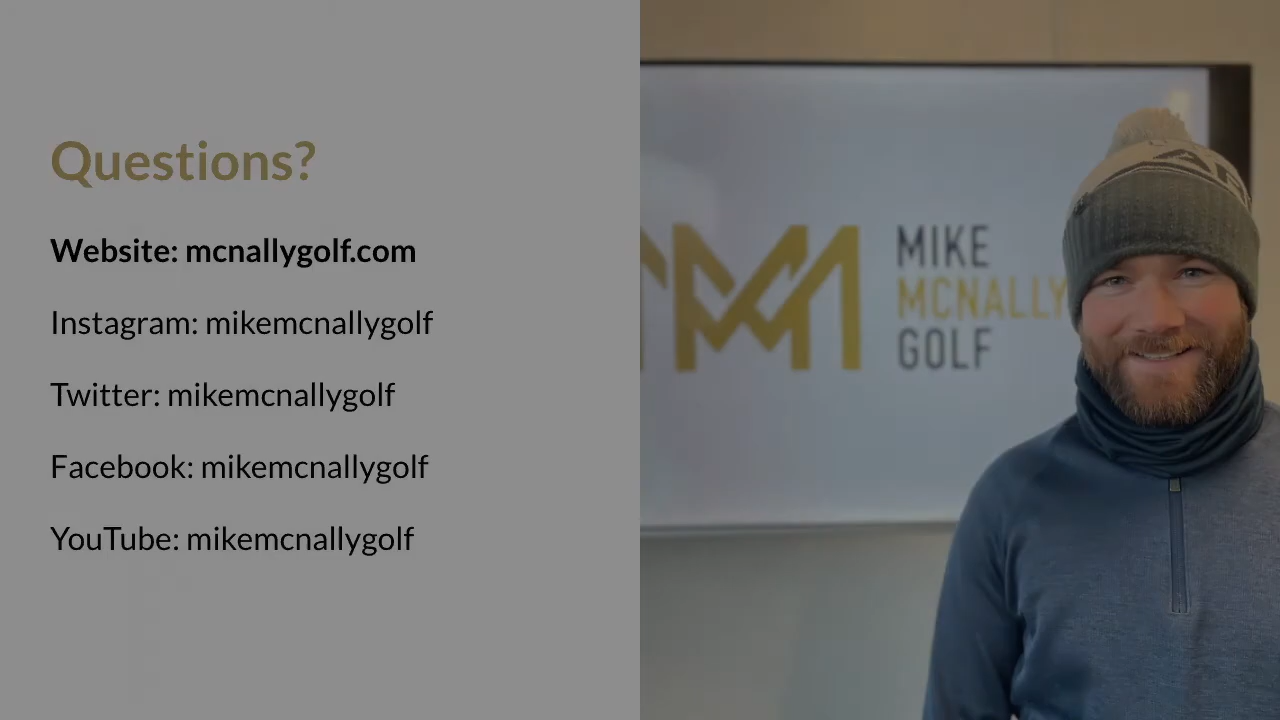 Questions?
Website: mcnallygolf.com
Instagram: mikemcnallygolf
Twitter: mikemcnallygolf
Facebook: mikemcnallygolf
YouTube: mikemcnallygolf
MIKE
MCNALLY
GOLF